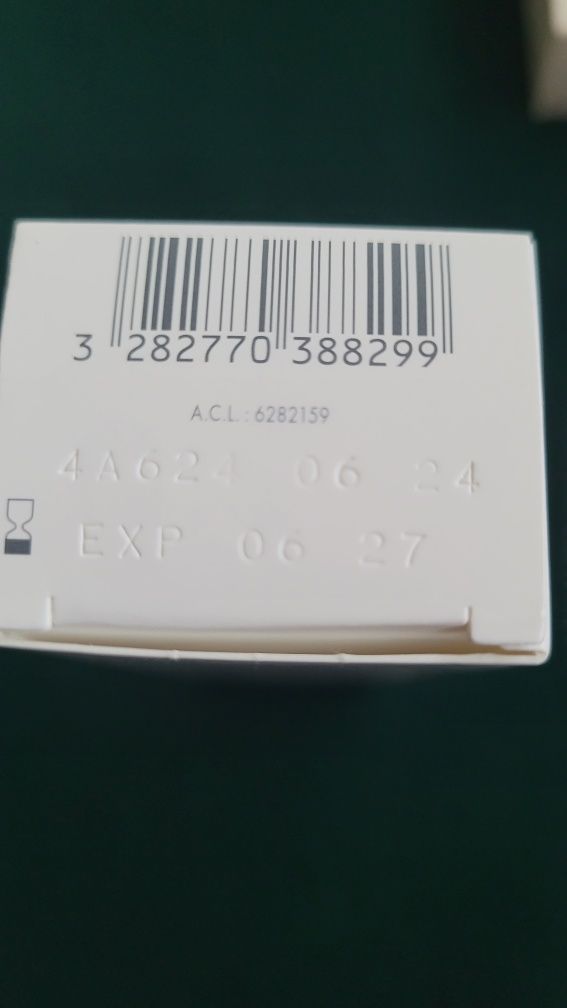 3 282770 388299
A.C.L. : 6282159
4A624 06 24
EXP 06 27